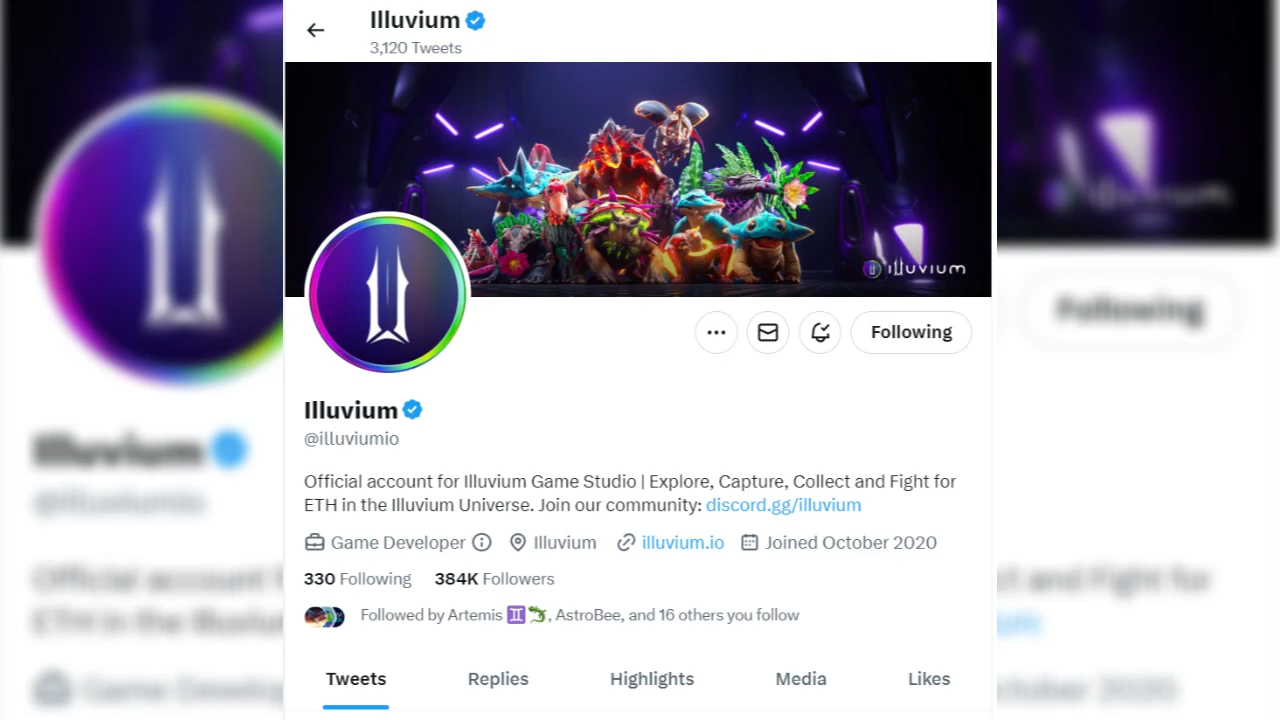 Illuvium
3,120 Tweets
illuvium
Following
Illuvium
@illuviumio
Official account for Illuvium Game Studio | Explore, Capture, Collect and Fight for
ETH in the Illuvium Universe. Join our community: discord.gg/illuvium
Game Developer Illuvium illuvium.io Joined October 2020
330 Following 384K Followers
Followed by Artemis ♊🦎, AstroBee, and 16 others you follow
Tweets Replies Highlights Media Likes